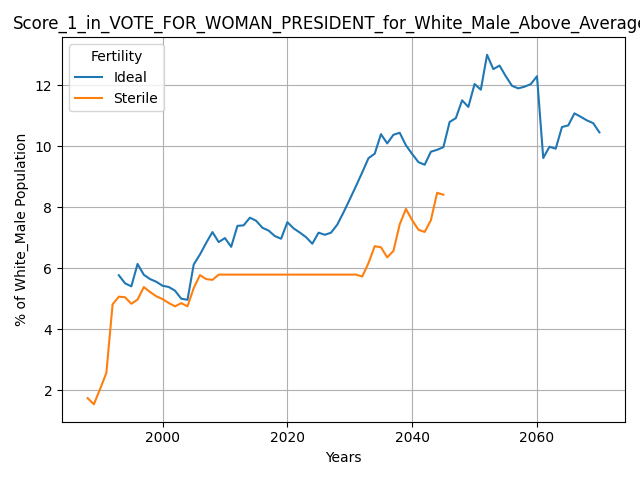 Score_1_in_VOTE_FOR_WOMAN_PRESIDENT_for_White_Male_Above_Average
Fertility
Ideal
Sterile
% of White_Male Population
12
10
8
6
4
2
2000 2020 2040 2060
Years